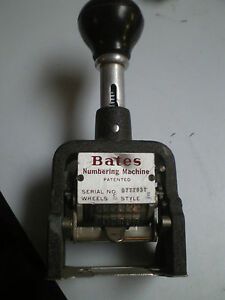 Bates
Numbering Machine
PATENTED
SERIAL NO.
WHEELS STYLE